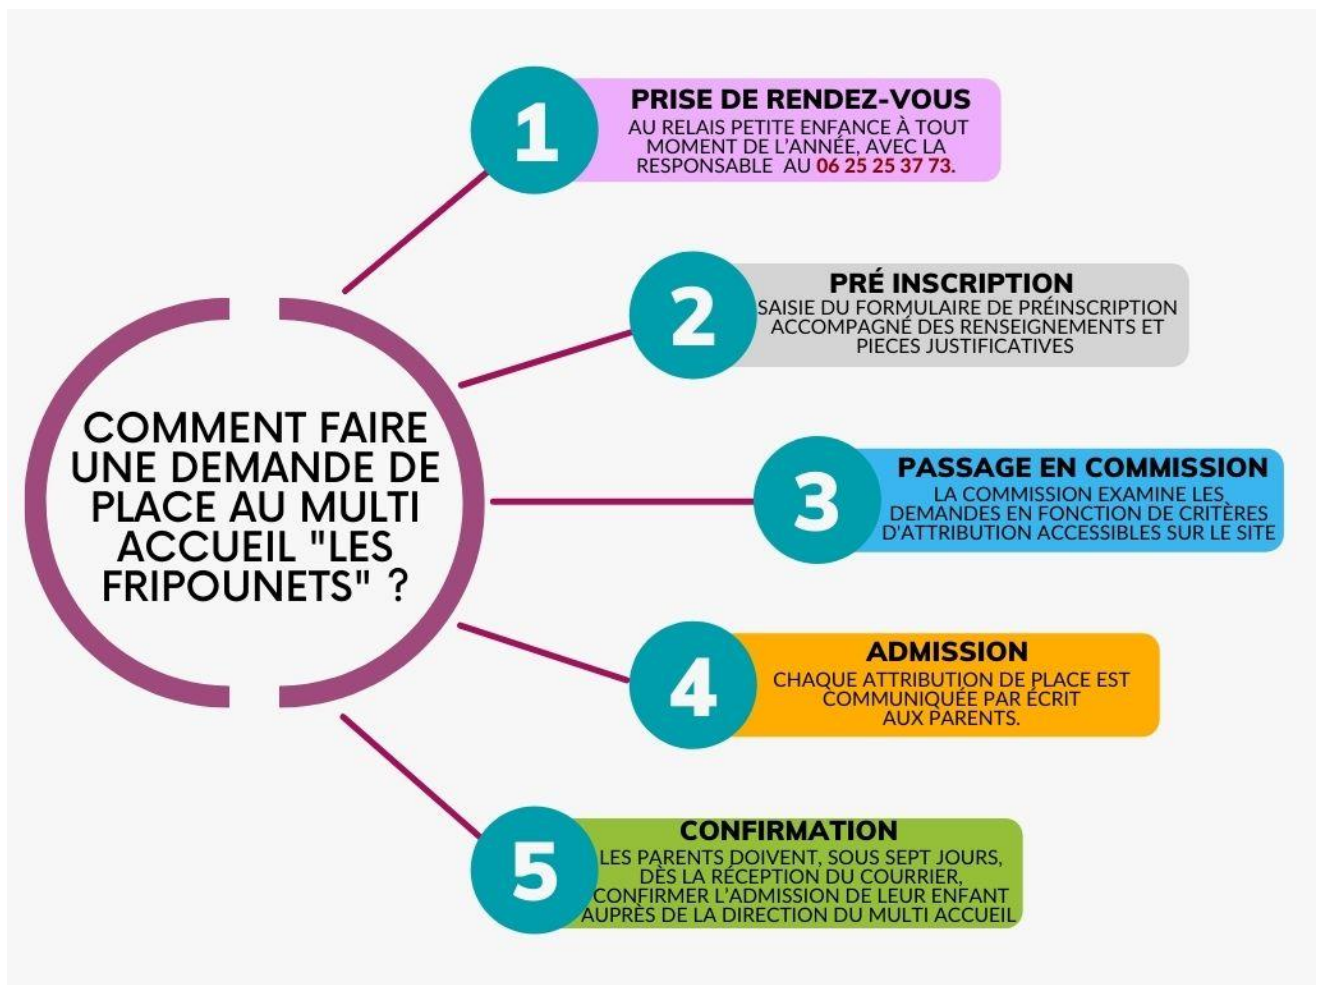 COMMENT FAIRE
UNE DEMANDE DE
PLACE AU MULTI
ACCUEIL "LES
FRIPOUNETS" ?
1
PRISE DE RENDEZ-VOUS
AU RELAIS PETITE ENFANCE À TOUT
MOMENT DE L'ANNÉE, AVEC LA
RESPONSABLE AU 06 25 25 37 73.
2
PRÉ INSCRIPTION
SAISIE DU FORMULAIRE DE PRÉINSCRIPTION
ACCOMPAGNÉ DES RENSEIGNEMENTS ET
PIECES JUSTIFICATIVES
3
PASSAGE EN COMMISSION
LA COMMISSION EXAMINE LES
DEMANDES EN FONCTION DE CRITÈRES
D'ATTRIBUTION ACCESSIBLES SUR LE SITE
4
ADMISSION
CHAQUE ATTRIBUTION DE PLACE EST
COMMUNIQUÉE PAR ÉCRIT
AUX PARENTS.
5
CONFIRMATION
LES PARENTS DOIVENT, SOUS SEPT JOURS,
DÈS LA RÉCEPTION DU COURRIER,
CONFIRMER L'ADMISSION DE LEUR ENFANT
AUPRÈS DE LA DIRECTION DU MULTI ACCUEIL